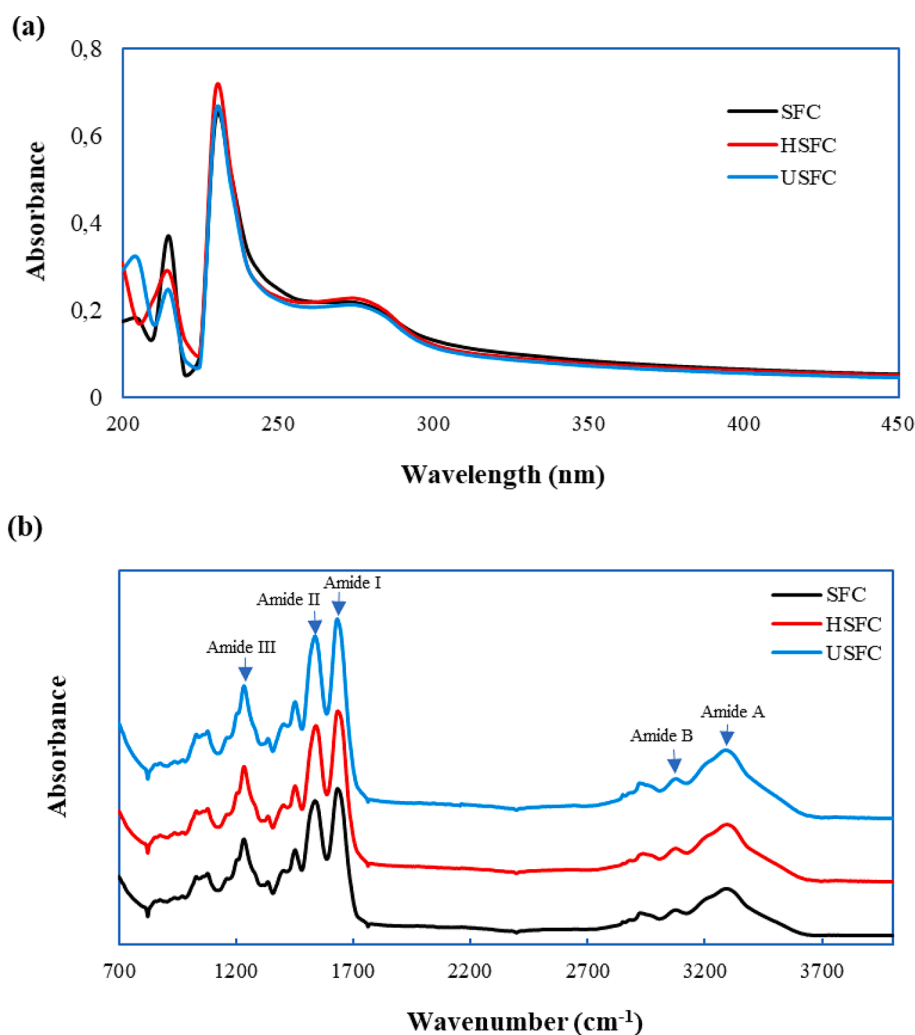 (a)
0,8
0,6
0,4
0,2
0
Absorbance
SFC
HSFC
USFC
200 250 300 350 400 450
Wavelength (nm)
(b)
Absorbance
Amide III
Amide II
Amide I
Amide B
Amide A
SFC
HSFC
USFC
700 1200 1700 2200 2700 3200 3700
Wavenumber (cm⁻¹)